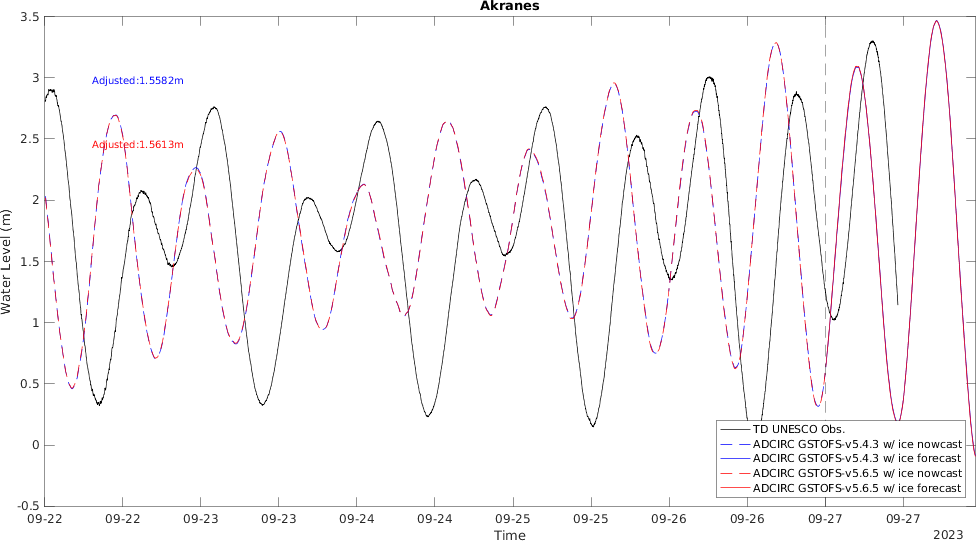 Akranes
3.5
3
2.5
2
1.5
1
0.5
0
-0.5
Water Level (m)
Adjusted:1.5582m
Adjusted:1.5613m
TD UNESCO Obs.
ADCIRC GSTOFS-v5.4.3 w/ ice nowcast
ADCIRC GSTOFS-v5.4.3 w/ ice forecast
ADCIRC GSTOFS-v5.6.5 w/ ice nowcast
ADCIRC GSTOFS-v5.6.5 w/ ice forecast
09-22 09-22 09-23 09-23 09-24 09-24 09-25 09-25 09-26 09-26 09-27 09-27
Time
2023